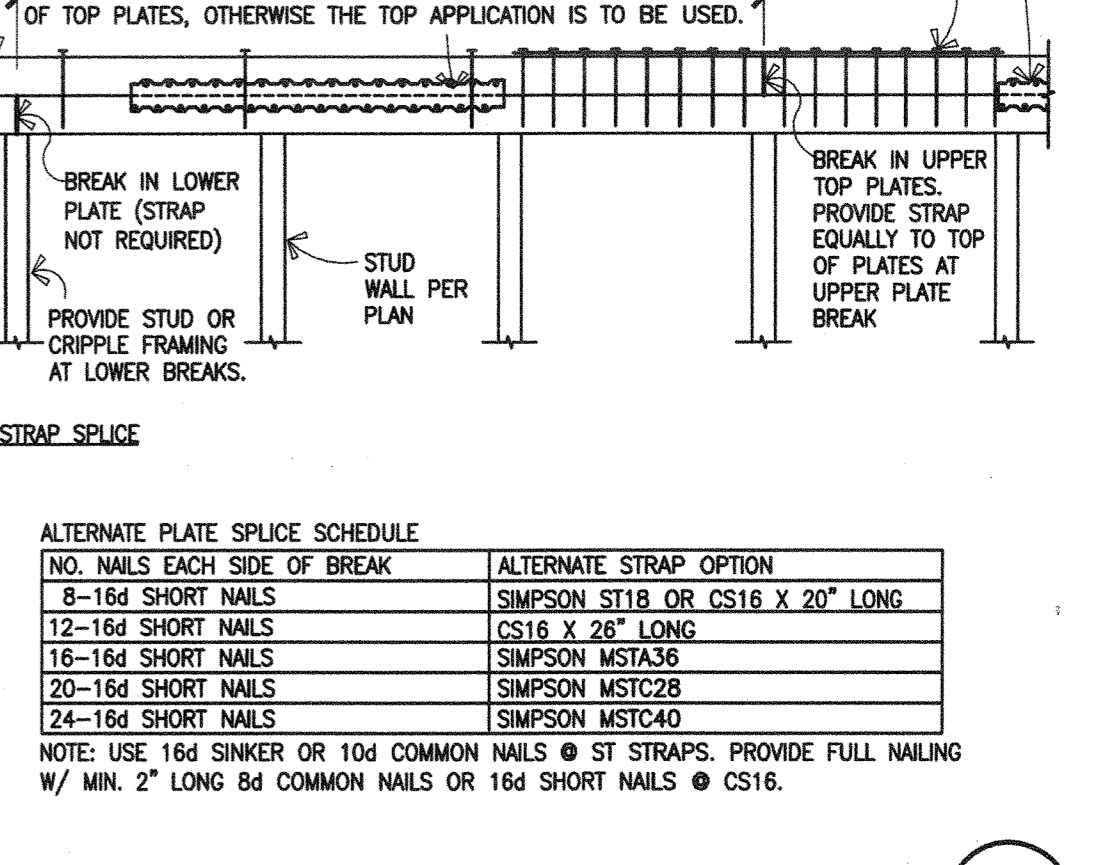 OF TOP PLATES, OTHERWISE THE TOP APPLICATION IS TO BE USED.
BREAK IN LOWER
PLATE (STRAP
NOT REQUIRED)
STUD
WALL PER
PLAN
BREAK IN UPPER
TOP PLATES.
PROVIDE STRAP
EQUALLY TO TOP
OF PLATES AT
UPPER PLATE
BREAK
PROVIDE STUD OR
CRIPPLE FRAMING
AT LOWER BREAKS.
STRAP SPLICE
ALTERNATE PLATE SPLICE SCHEDULE
NO. NAILS EACH SIDE OF BREAK ALTERNATE STRAP OPTION
8-16d SHORT NAILS SIMPSON ST18 OR CS16 X 20" LONG
12-16d SHORT NAILS CS16 X 26" LONG
16-16d SHORT NAILS SIMPSON MSTA36
20-16d SHORT NAILS SIMPSON MSTC28
24-16d SHORT NAILS SIMPSON MSTC40
NOTE: USE 16d SINKER OR 10d COMMON NAILS @ ST STRAPS. PROVIDE FULL NAILING
W/ MIN. 2" LONG 8d COMMON NAILS OR 16d SHORT NAILS @ CS16.